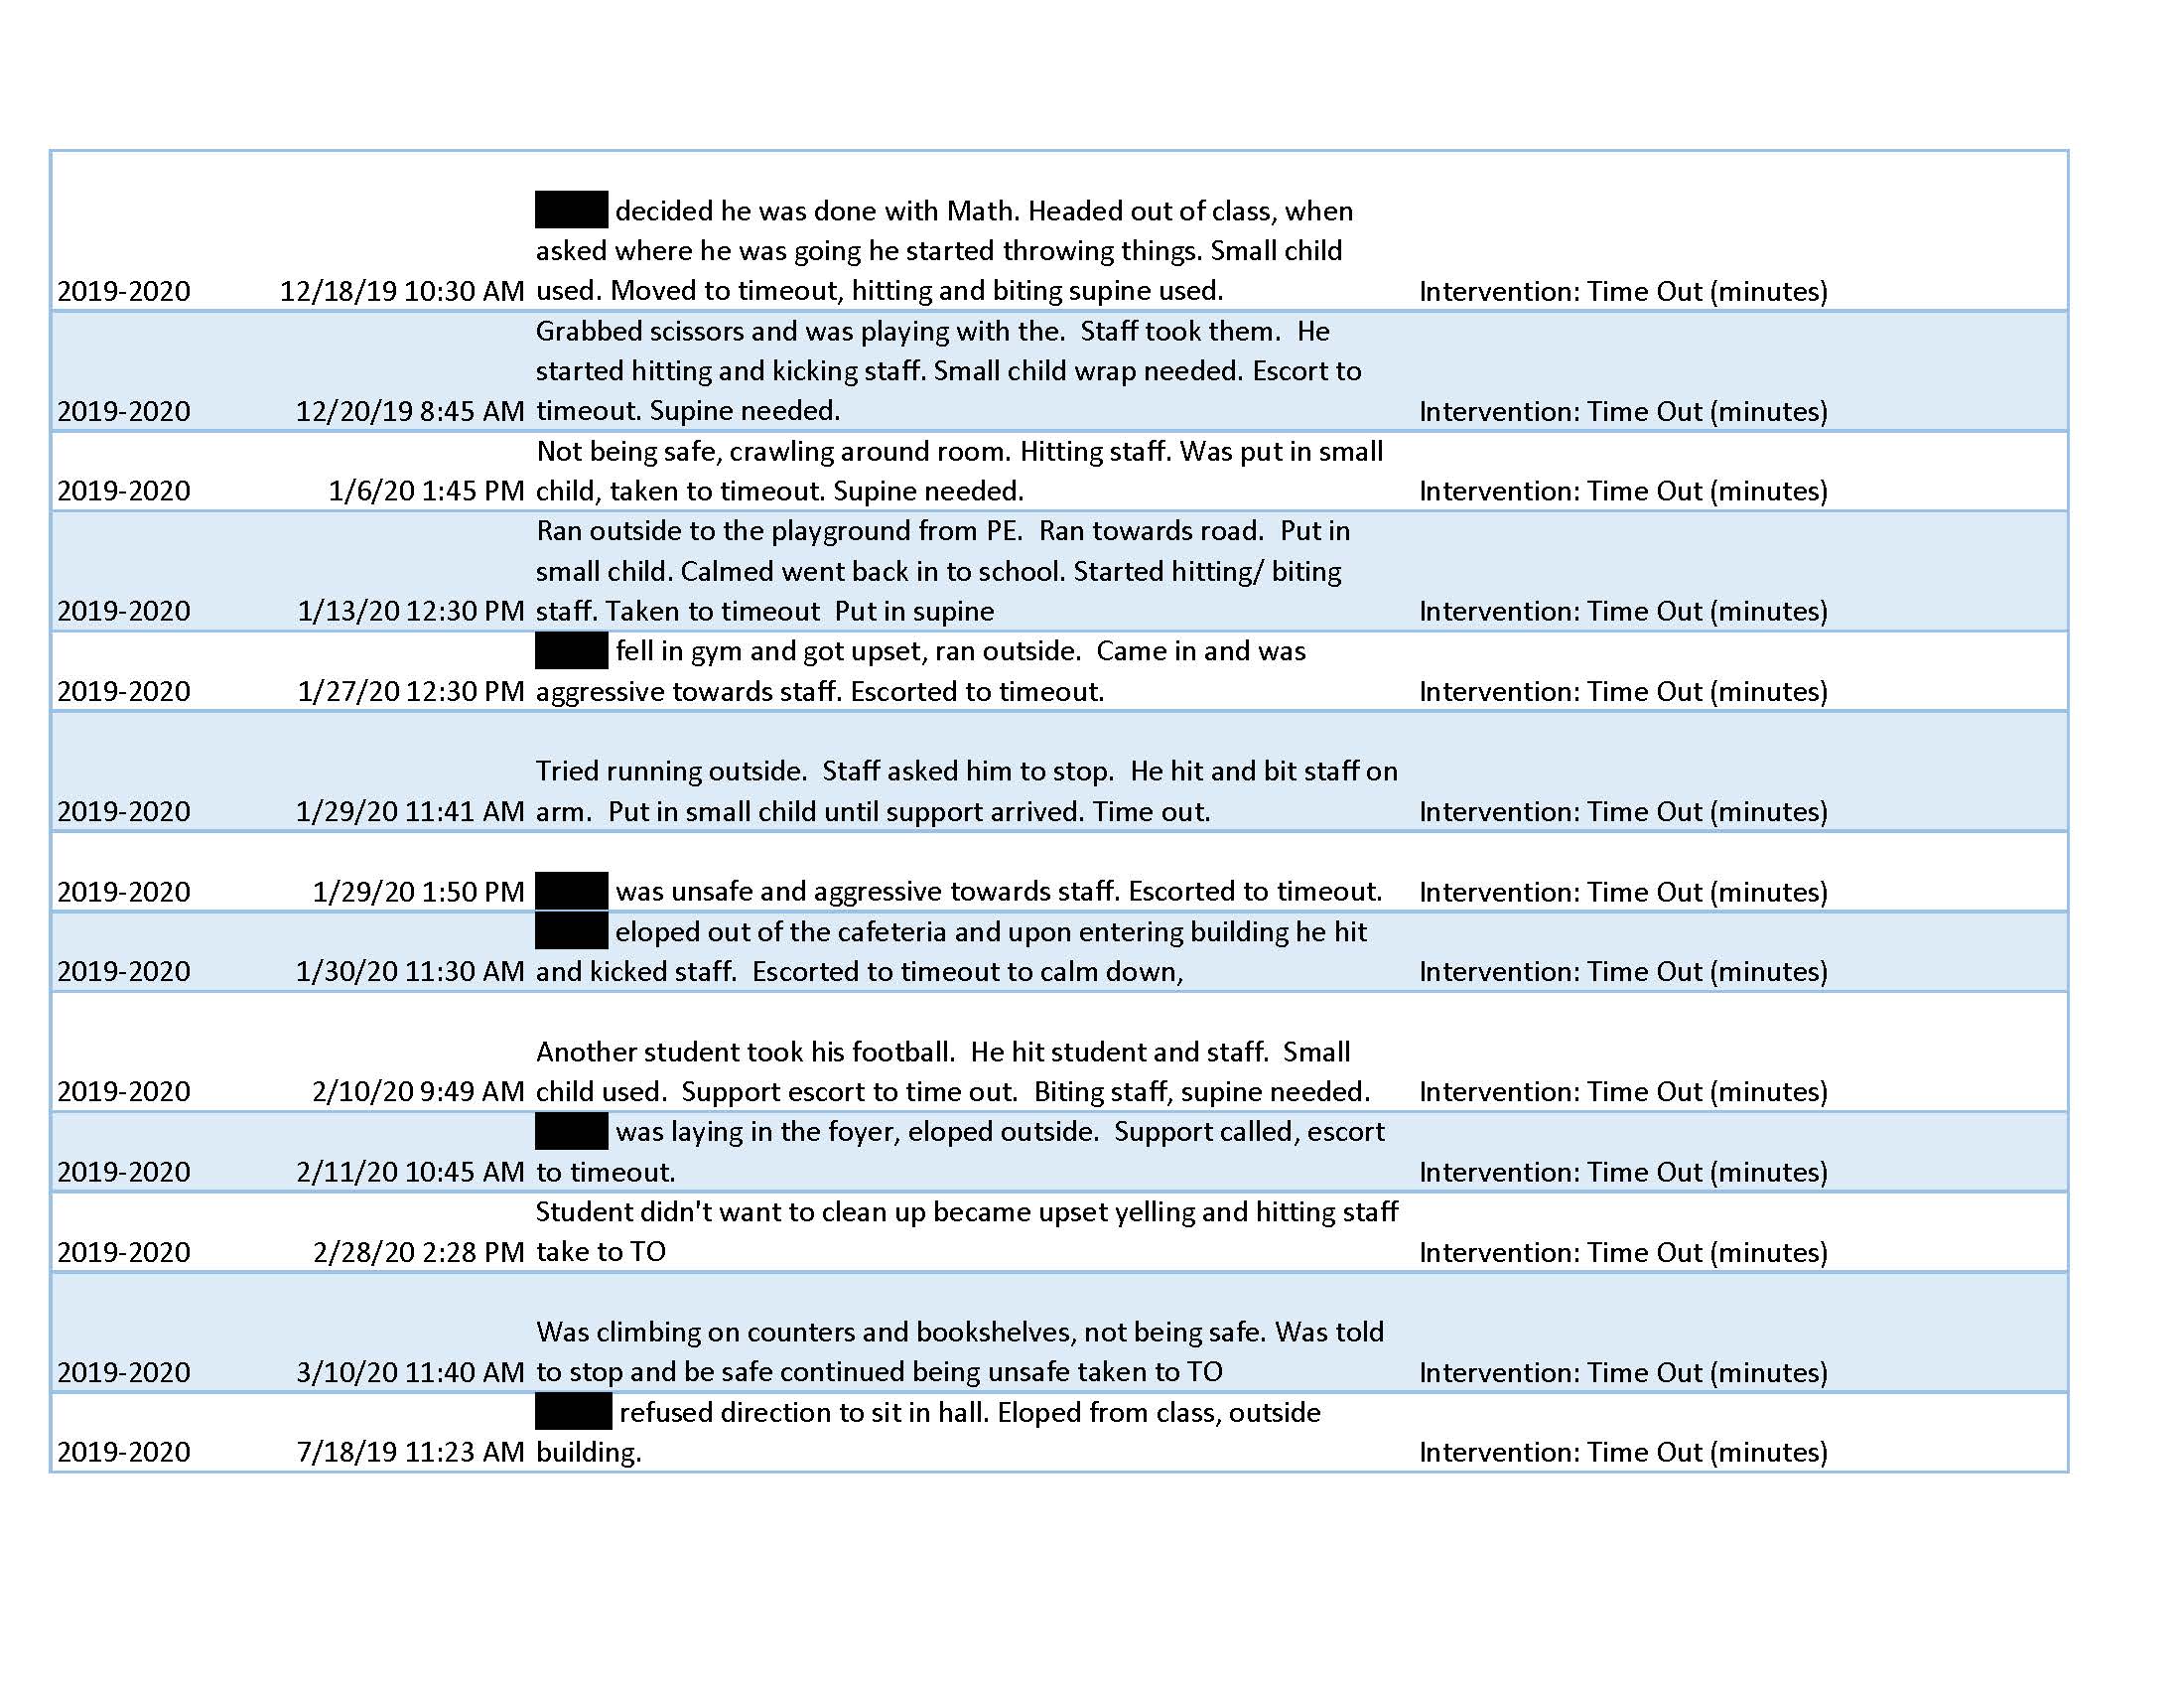 decided he was done with Math. Headed out of class, when
asked where he was going he started throwing things. Small child
2019-2020 12/18/19 10:30 AM used. Moved to timeout, hitting and biting supine used. Intervention: Time Out (minutes)
Grabbed scissors and was playing with the. Staff took them. He
started hitting and kicking staff. Small child wrap needed. Escort to
2019-2020 12/20/19 8:45 AM timeout. Supine needed. Intervention: Time Out (minutes)
Not being safe, crawling around room. Hitting staff. Was put in small
2019-2020 1/6/20 1:45 PM child, taken to timeout. Supine needed. Intervention: Time Out (minutes)
Ran outside to the playground from PE. Ran towards road. Put in
small child. Calmed went back in to school. Started hitting/ biting
2019-2020 1/13/20 12:30 PM staff. Taken to timeout Put in supine Intervention: Time Out (minutes)
fell in gym and got upset, ran outside. Came in and was
2019-2020 1/27/20 12:30 PM aggressive towards staff. Escorted to timeout. Intervention: Time Out (minutes)
Tried running outside. Staff asked him to stop. He hit and bit staff on
2019-2020 1/29/20 11:41 AM arm. Put in small child until support arrived. Time out. Intervention: Time Out (minutes)
2019-2020 1/29/20 1:50 PM was unsafe and aggressive towards staff. Escorted to timeout. Intervention: Time Out (minutes)
eloped out of the cafeteria and upon entering building he hit
2019-2020 1/30/20 11:30 AM and kicked staff. Escorted to timeout to calm down, Intervention: Time Out (minutes)
Another student took his football. He hit student and staff. Small
2019-2020 2/10/20 9:49 AM child used. Support escort to time out. Biting staff, supine needed. Intervention: Time Out (minutes)
was laying in the foyer, eloped outside. Support called, escort
2019-2020 2/11/20 10:45 AM to timeout. Intervention: Time Out (minutes)
Student didn't want to clean up became upset yelling and hitting staff
2019-2020 2/28/20 2:28 PM take to TO Intervention: Time Out (minutes)
Was climbing on counters and bookshelves, not being safe. Was told
2019-2020 3/10/20 11:40 AM to stop and be safe continued being unsafe taken to TO Intervention: Time Out (minutes)
refused direction to sit in hall. Eloped from class, outside
2019-2020 7/18/19 11:23 AM building. Intervention: Time Out (minutes)